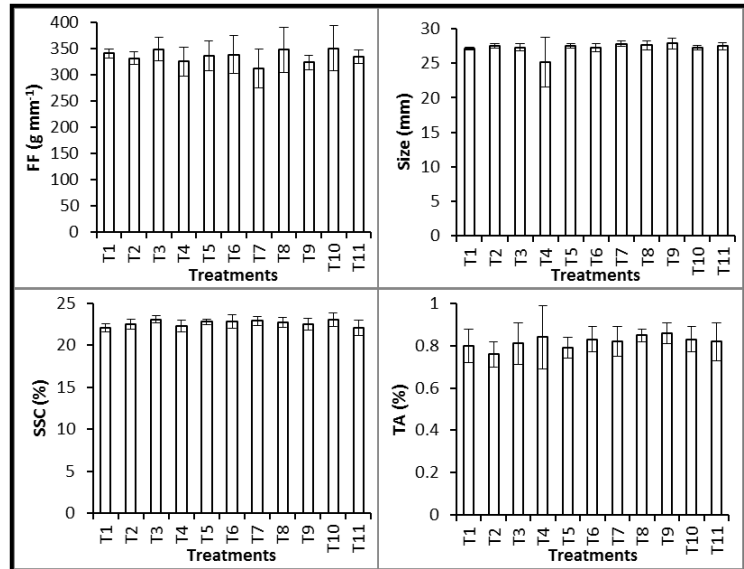 FF (g mm-1)
400
350
300
250
200
150
100
50
0
T1 T2 T3 T4 T5 T6 T7 T8 T9 T10 T11
Treatments
Size (mm)
30
25
20
15
10
5
0
T1 T2 T3 T4 T5 T6 T7 T8 T9 T10 T11
Treatments
SSC (%)
25
20
15
10
5
0
T1 T2 T3 T4 T5 T6 T7 T8 T9 T10 T11
Treatments
TA (%)
1
0.8
0.6
0.4
0.2
0
T1 T2 T3 T4 T5 T6 T7 T8 T9 T10 T11
Treatments